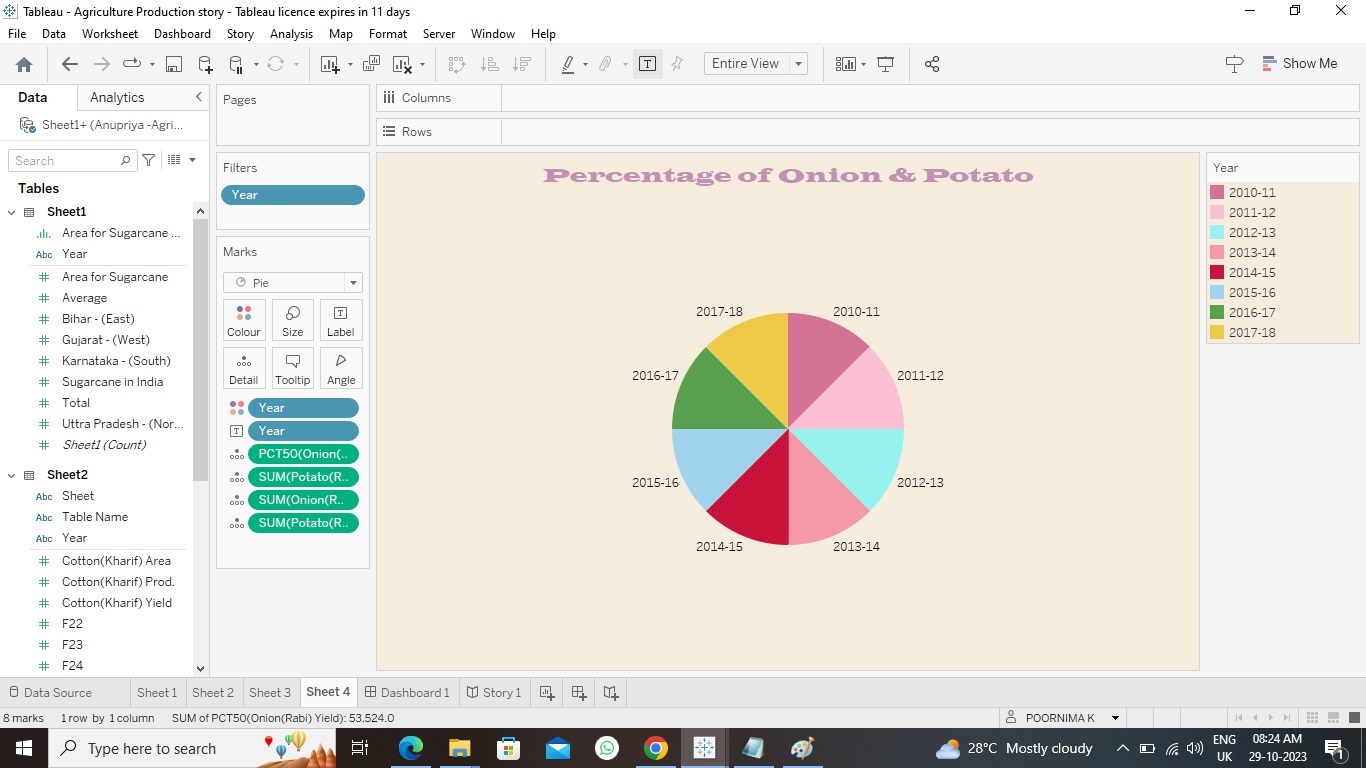 Tableau - Agriculture Production story - Tableau licence expires in 11 days
File Data Worksheet Dashboard Story Analysis Map Format Server Window Help
Entire View
Show Me
Data Analytics
Sheet1+ (Anupriya -Agri...
Search
Tables
Sheet1
Area for Sugarcane ...
Abc Year
Area for Sugarcane
Average
Bihar - (East)
Gujarat - (West)
Karnataka - (South)
Sugarcane in India
Total
Uttra Pradesh - (Nor...
Sheet1 (Count)
Sheet2
Abc Sheet
Abc Table Name
Abc Year
Cotton(Kharif) Area
Cotton(Kharif) Prod.
Cotton(Kharif) Yield
F22
F23
F24
Pages
Filters
Year
Marks
Pie
Colour Size Label
Detail Tooltip Angle
Year
Year
PCT50(Onion(..
SUM(Potato(R..
SUM(Onion(R..
SUM(Potato(R..
Columns
Rows
Percentage of Onion & Potato
2017-18 2010-11
2016-17 2011-12
2015-16 2012-13
2014-15 2013-14
Year
2010-11
2011-12
2012-13
2013-14
2014-15
2015-16
2016-17
2017-18
Data Source Sheet 1 Sheet 2 Sheet 3 Sheet 4 Dashboard 1 Story 1
8 marks 1 row by 1 column SUM of PCT50(Onion(Rabi) Yield): 53,524.0
POORNIMA K
Type here to search
28°C Mostly cloudy
ENG
UK
08:24 AM
29-10-2023
1